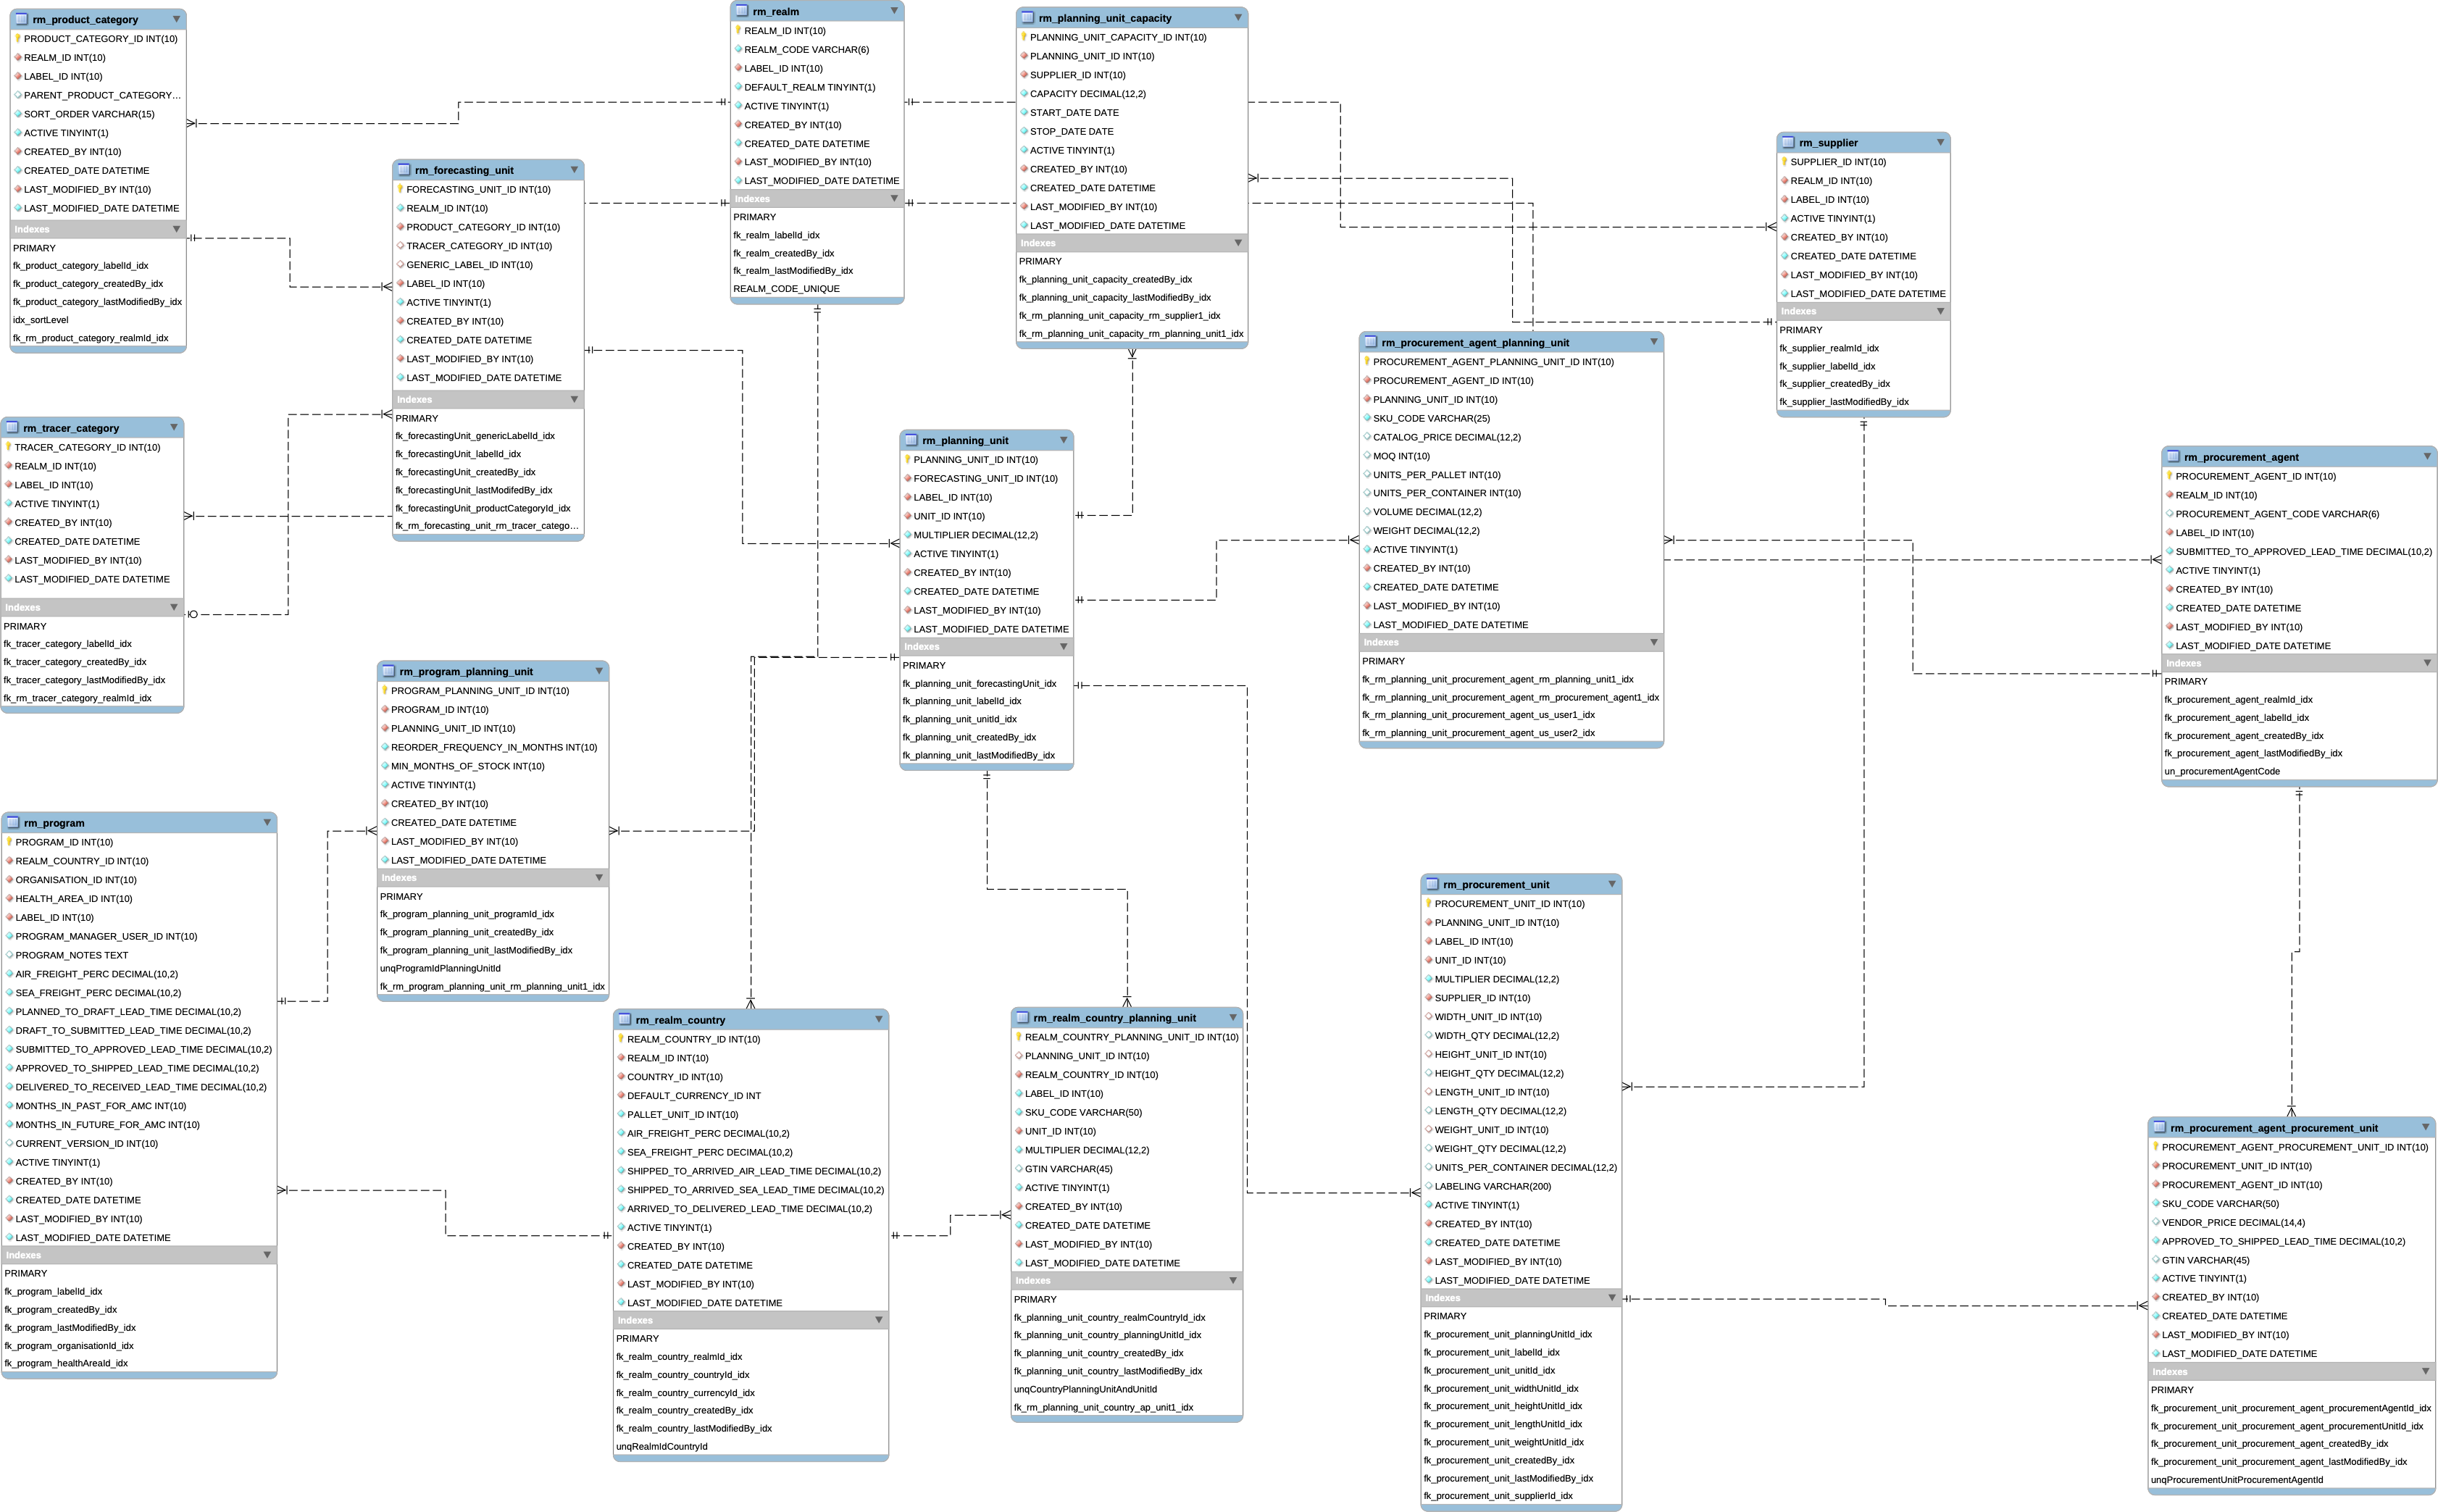 rm_product_category
PRODUCT_CATEGORY_ID INT(10)
REALM_ID INT(10)
LABEL_ID INT(10)
PARENT_PRODUCT_CATEGORY...
SORT_ORDER VARCHAR(15)
ACTIVE TINYINT(1)
CREATED_BY INT(10)
CREATED_DATE DATETIME
LAST_MODIFIED_BY INT(10)
LAST_MODIFIED_DATE DATETIME
Indexes
PRIMARY
fk_product_category_labelId_idx
fk_product_category_createdBy_idx
fk_product_category_lastModifiedBy_idx
idx_sortLevel
fk_rm_product_category_realmId_idx
rm_realm
REALM_ID INT(10)
REALM_CODE VARCHAR(6)
LABEL_ID INT(10)
DEFAULT_REALM TINYINT(1)
ACTIVE TINYINT(1)
CREATED_BY INT(10)
CREATED_DATE DATETIME
LAST_MODIFIED_BY INT(10)
LAST_MODIFIED_DATE DATETIME
Indexes
PRIMARY
fk_realm_labelId_idx
fk_realm_createdBy_idx
fk_realm_lastModifiedBy_idx
REALM_CODE_UNIQUE
rm_planning_unit_capacity
PLANNING_UNIT_CAPACITY_ID INT(10)
PLANNING_UNIT_ID INT(10)
SUPPLIER_ID INT(10)
CAPACITY DECIMAL(12,2)
START_DATE DATE
STOP_DATE DATE
ACTIVE TINYINT(1)
CREATED_BY INT(10)
CREATED_DATE DATETIME
LAST_MODIFIED_BY INT(10)
LAST_MODIFIED_DATE DATETIME
Indexes
PRIMARY
fk_planning_unit_capacity_createdBy_idx
fk_planning_unit_capacity_lastModifiedBy_idx
fk_rm_planning_unit_capacity_rm_supplier1_idx
fk_rm_planning_unit_capacity_rm_planning_unit1_idx
rm_supplier
SUPPLIER_ID INT(10)
REALM_ID INT(10)
LABEL_ID INT(10)
ACTIVE TINYINT(1)
CREATED_BY INT(10)
CREATED_DATE DATETIME
LAST_MODIFIED_BY INT(10)
LAST_MODIFIED_DATE DATETIME
Indexes
PRIMARY
fk_supplier_realmId_idx
fk_supplier_labelId_idx
fk_supplier_createdBy_idx
fk_supplier_lastModifiedBy_idx
rm_forecasting_unit
FORECASTING_UNIT_ID INT(10)
REALM_ID INT(10)
PRODUCT_CATEGORY_ID INT(10)
TRACER_CATEGORY_ID INT(10)
GENERIC_LABEL_ID INT(10)
LABEL_ID INT(10)
ACTIVE TINYINT(1)
CREATED_BY INT(10)
CREATED_DATE DATETIME
LAST_MODIFIED_BY INT(10)
LAST_MODIFIED_DATE DATETIME
Indexes
PRIMARY
fk_forecastingUnit_genericLabelId_idx
fk_forecastingUnit_labelId_idx
fk_forecastingUnit_createdBy_idx
fk_forecastingUnit_lastModifedBy_idx
fk_forecastingUnit_productCategoryId_idx
fk_rm_forecasting_unit_rm_tracer_catego...
rm_tracer_category
TRACER_CATEGORY_ID INT(10)
REALM_ID INT(10)
LABEL_ID INT(10)
ACTIVE TINYINT(1)
CREATED_BY INT(10)
CREATED_DATE DATETIME
LAST_MODIFIED_BY INT(10)
LAST_MODIFIED_DATE DATETIME
Indexes
PRIMARY
fk_tracer_category_labelId_idx
fk_tracer_category_createdBy_idx
fk_tracer_category_lastModifiedBy_idx
fk_rm_tracer_category_realmId_idx
rm_planning_unit
PLANNING_UNIT_ID INT(10)
FORECASTING_UNIT_ID INT(10)
LABEL_ID INT(10)
UNIT_ID INT(10)
MULTIPLIER DECIMAL(12,2)
ACTIVE TINYINT(1)
CREATED_BY INT(10)
CREATED_DATE DATETIME
LAST_MODIFIED_BY INT(10)
LAST_MODIFIED_DATE DATETIME
Indexes
PRIMARY
fk_planning_unit_forecastingUnit_idx
fk_planning_unit_labelId_idx
fk_planning_unit_unitId_idx
fk_planning_unit_createdBy_idx
fk_planning_unit_lastModifiedBy_idx
rm_procurement_agent_planning_unit
PROCUREMENT_AGENT_PLANNING_UNIT_ID INT(10)
PROCUREMENT_AGENT_ID INT(10)
PLANNING_UNIT_ID INT(10)
SKU_CODE VARCHAR(25)
CATALOG_PRICE DECIMAL(12,2)
MOQ INT(10)
UNITS_PER_PALLET INT(10)
UNITS_PER_CONTAINER INT(10)
VOLUME DECIMAL(12,2)
WEIGHT DECIMAL(12,2)
ACTIVE TINYINT(1)
CREATED_BY INT(10)
CREATED_DATE DATETIME
LAST_MODIFIED_BY INT(10)
LAST_MODIFIED_DATE DATETIME
Indexes
PRIMARY
fk_rm_planning_unit_procurement_agent_rm_planning_unit1_idx
fk_rm_planning_unit_procurement_agent_rm_procurement_agent1_idx
fk_rm_planning_unit_procurement_agent_us_user1_idx
fk_rm_planning_unit_procurement_agent_us_user2_idx
rm_procurement_agent
PROCUREMENT_AGENT_ID INT(10)
REALM_ID INT(10)
PROCUREMENT_AGENT_CODE VARCHAR(6)
LABEL_ID INT(10)
SUBMITTED_TO_APPROVED_LEAD_TIME DECIMAL(10,2)
ACTIVE TINYINT(1)
CREATED_BY INT(10)
CREATED_DATE DATETIME
LAST_MODIFIED_BY INT(10)
LAST_MODIFIED_DATE DATETIME
Indexes
PRIMARY
fk_procurement_agent_realmId_idx
fk_procurement_agent_labelId_idx
fk_procurement_agent_createdBy_idx
fk_procurement_agent_lastModifiedBy_idx
un_procurementAgentCode
rm_program_planning_unit
PROGRAM_PLANNING_UNIT_ID INT(10)
PROGRAM_ID INT(10)
PLANNING_UNIT_ID INT(10)
REORDER_FREQUENCY_IN_MONTHS INT(10)
MIN_MONTHS_OF_STOCK INT(10)
ACTIVE TINYINT(1)
CREATED_BY INT(10)
CREATED_DATE DATETIME
LAST_MODIFIED_BY INT(10)
LAST_MODIFIED_DATE DATETIME
Indexes
PRIMARY
fk_program_planning_unit_programId_idx
fk_program_planning_unit_createdBy_idx
fk_program_planning_unit_lastModifiedBy_idx
unqProgramIdPlanningUnitId
fk_rm_program_planning_unit_rm_planning_unit1_idx
rm_program
PROGRAM_ID INT(10)
REALM_COUNTRY_ID INT(10)
ORGANISATION_ID INT(10)
HEALTH_AREA_ID INT(10)
LABEL_ID INT(10)
PROGRAM_MANAGER_USER_ID INT(10)
PROGRAM_NOTES TEXT
AIR_FREIGHT_PERC DECIMAL(10,2)
SEA_FREIGHT_PERC DECIMAL(10,2)
PLANNED_TO_DRAFT_LEAD_TIME DECIMAL(10,2)
DRAFT_TO_SUBMITTED_LEAD_TIME DECIMAL(10,2)
SUBMITTED_TO_APPROVED_LEAD_TIME DECIMAL(10,2)
APPROVED_TO_SHIPPED_LEAD_TIME DECIMAL(10,2)
DELIVERED_TO_RECEIVED_LEAD_TIME DECIMAL(10,2)
MONTHS_IN_PAST_FOR_AMC INT(10)
MONTHS_IN_FUTURE_FOR_AMC INT(10)
CURRENT_VERSION_ID INT(10)
ACTIVE TINYINT(1)
CREATED_BY INT(10)
CREATED_DATE DATETIME
LAST_MODIFIED_BY INT(10)
LAST_MODIFIED_DATE DATETIME
Indexes
PRIMARY
fk_program_labelId_idx
fk_program_createdBy_idx
fk_program_lastModifiedBy_idx
fk_program_organisationId_idx
fk_program_healthAreaId_idx
rm_realm_country
REALM_COUNTRY_ID INT(10)
REALM_ID INT(10)
COUNTRY_ID INT(10)
DEFAULT_CURRENCY_ID INT
PALLET_UNIT_ID INT(10)
AIR_FREIGHT_PERC DECIMAL(10,2)
SEA_FREIGHT_PERC DECIMAL(10,2)
SHIPPED_TO_ARRIVED_AIR_LEAD_TIME DECIMAL(10,2)
SHIPPED_TO_ARRIVED_SEA_LEAD_TIME DECIMAL(10,2)
ARRIVED_TO_DELIVERED_LEAD_TIME DECIMAL(10,2)
ACTIVE TINYINT(1)
CREATED_BY INT(10)
CREATED_DATE DATETIME
LAST_MODIFIED_BY INT(10)
LAST_MODIFIED_DATE DATETIME
Indexes
PRIMARY
fk_realm_country_realmId_idx
fk_realm_country_countryId_idx
fk_realm_country_currencyId_idx
fk_realm_country_createdBy_idx
fk_realm_country_lastModifiedBy_idx
unqRealmIdCountryId
rm_realm_country_planning_unit
REALM_COUNTRY_PLANNING_UNIT_ID INT(10)
PLANNING_UNIT_ID INT(10)
REALM_COUNTRY_ID INT(10)
LABEL_ID INT(10)
SKU_CODE VARCHAR(50)
UNIT_ID INT(10)
MULTIPLIER DECIMAL(12,2)
GTIN VARCHAR(45)
ACTIVE TINYINT(1)
CREATED_BY INT(10)
CREATED_DATE DATETIME
LAST_MODIFIED_BY INT(10)
LAST_MODIFIED_DATE DATETIME
Indexes
PRIMARY
fk_planning_unit_country_realmCountryId_idx
fk_planning_unit_country_planningUnitId_idx
fk_planning_unit_country_createdBy_idx
fk_planning_unit_country_lastModifiedBy_idx
unqCountryPlanningUnitAndUnitId
fk_rm_planning_unit_country_ap_unit1_idx
rm_procurement_unit
PROCUREMENT_UNIT_ID INT(10)
PLANNING_UNIT_ID INT(10)
LABEL_ID INT(10)
UNIT_ID INT(10)
MULTIPLIER DECIMAL(12,2)
SUPPLIER_ID INT(10)
WIDTH_UNIT_ID INT(10)
WIDTH_QTY DECIMAL(12,2)
HEIGHT_UNIT_ID INT(10)
HEIGHT_QTY DECIMAL(12,2)
LENGTH_UNIT_ID INT(10)
LENGTH_QTY DECIMAL(12,2)
WEIGHT_UNIT_ID INT(10)
WEIGHT_QTY DECIMAL(12,2)
UNITS_PER_CONTAINER DECIMAL(12,2)
LABELING VARCHAR(200)
ACTIVE TINYINT(1)
CREATED_BY INT(10)
CREATED_DATE DATETIME
LAST_MODIFIED_BY INT(10)
LAST_MODIFIED_DATE DATETIME
Indexes
PRIMARY
fk_procurement_unit_planningUnitId_idx
fk_procurement_unit_labelId_idx
fk_procurement_unit_unitId_idx
fk_procurement_unit_widthUnitId_idx
fk_procurement_unit_heightUnitId_idx
fk_procurement_unit_lengthUnitId_idx
fk_procurement_unit_weightUnitId_idx
fk_procurement_unit_createdBy_idx
fk_procurement_unit_lastModifiedBy_idx
fk_procurement_unit_supplierId_idx
rm_procurement_agent_procurement_unit
PROCUREMENT_AGENT_PROCUREMENT_UNIT_ID INT(10)
PROCUREMENT_UNIT_ID INT(10)
PROCUREMENT_AGENT_ID INT(10)
SKU_CODE VARCHAR(50)
VENDOR_PRICE DECIMAL(14,4)
APPROVED_TO_SHIPPED_LEAD_TIME DECIMAL(10,2)
GTIN VARCHAR(45)
ACTIVE TINYINT(1)
CREATED_BY INT(10)
CREATED_DATE DATETIME
LAST_MODIFIED_BY INT(10)
LAST_MODIFIED_DATE DATETIME
Indexes
PRIMARY
fk_procurement_unit_procurement_agent_procurementAgentId_idx
fk_procurement_unit_procurement_agent_procurementUnitId_idx
fk_procurement_unit_procurement_agent_createdBy_idx
fk_procurement_unit_procurement_agent_lastModifiedBy_idx
unqProcurementUnitProcurementAgentId